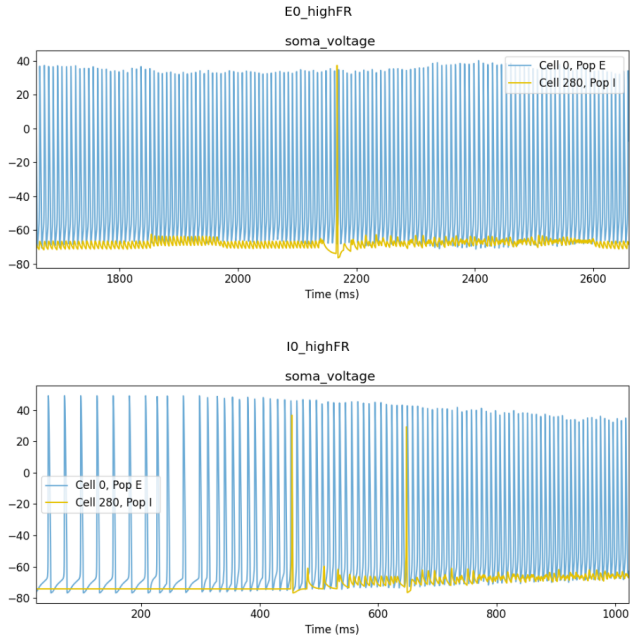 E0_highFR
soma_voltage
40
20
0
−20
−40
−60
−80
Cell 0, Pop E
Cell 280, Pop I
1800 2000 2200 2400 2600
Time (ms)
I0_highFR
soma_voltage
40
20
0
−20
−40
−60
−80
Cell 0, Pop E
Cell 280, Pop I
200 400 600 800 1000
Time (ms)